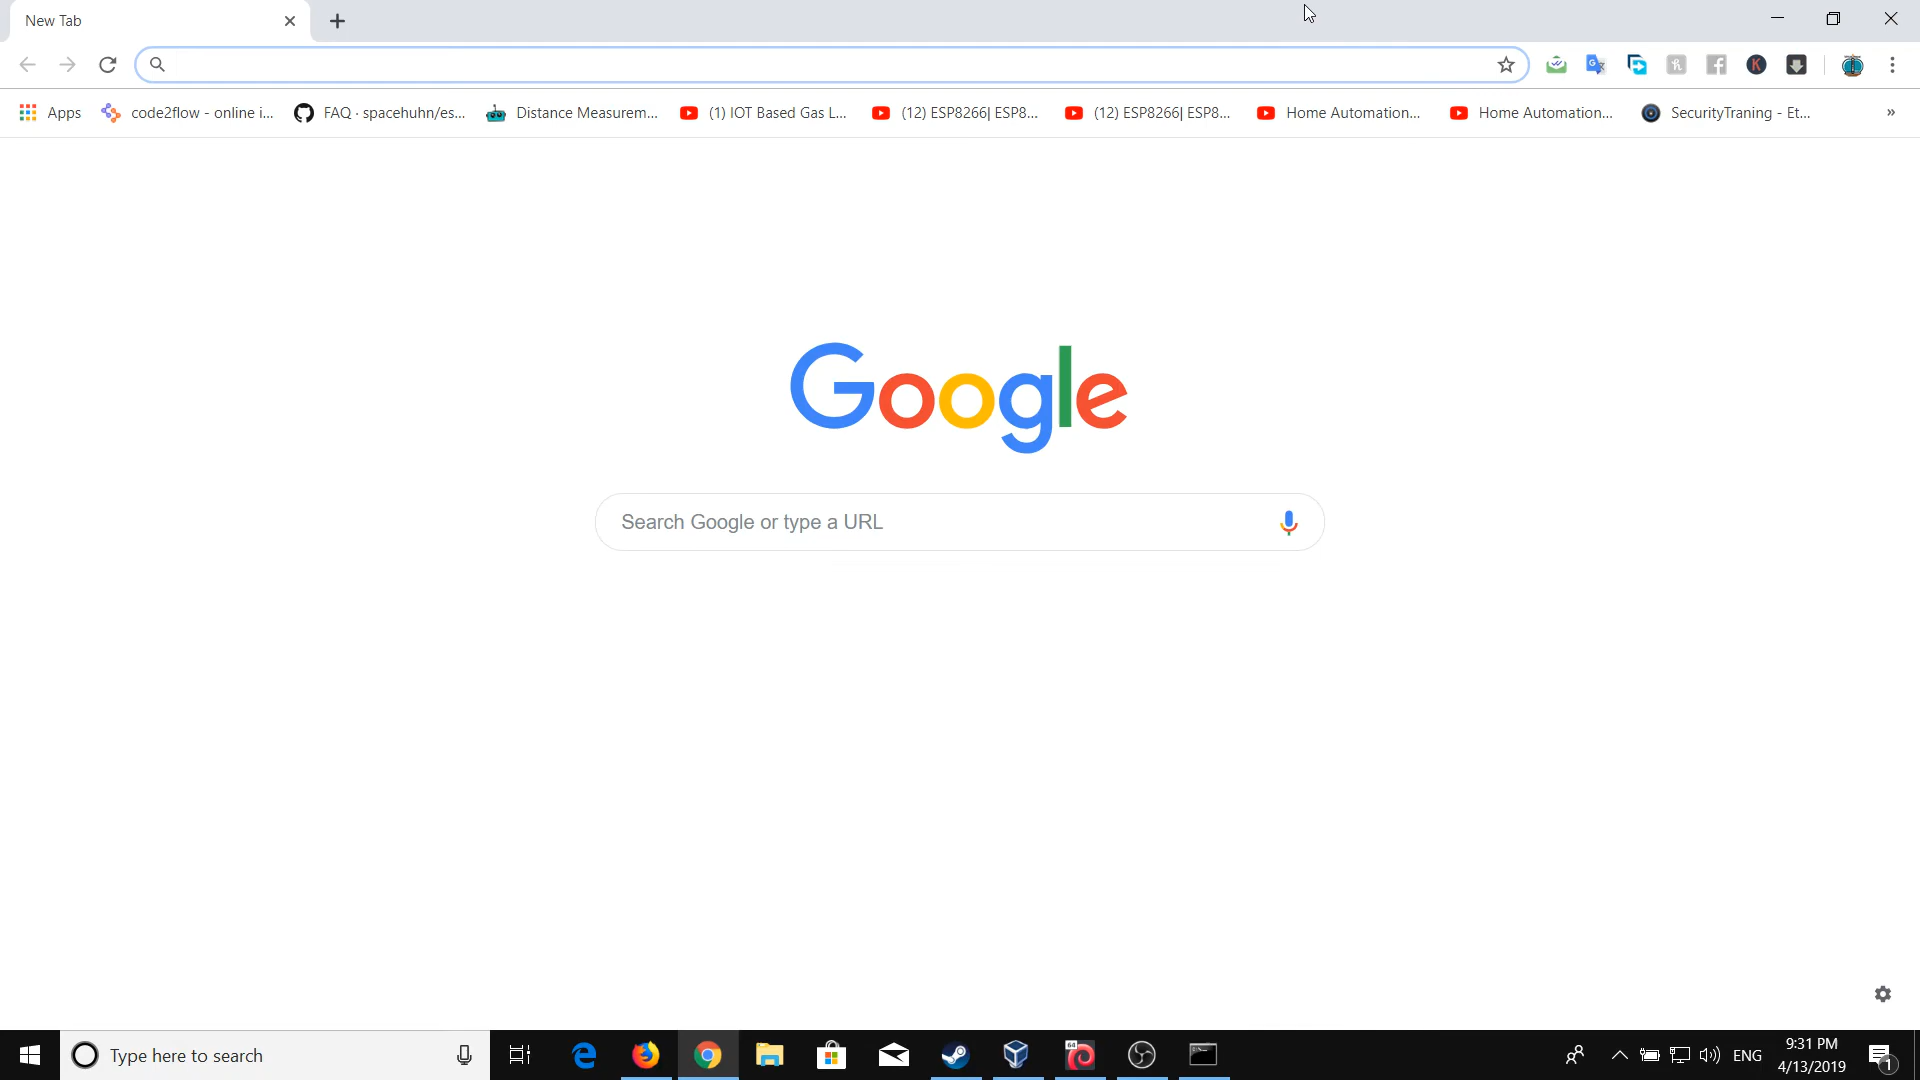 New Tab
Apps
code2flow - online i...
FAQ · spacehuhn/es...
Distance Measurem...
(1) IOT Based Gas L...
(12) ESP8266| ESP8...
(12) ESP8266| ESP8...
Home Automation...
Home Automation...
SecurityTraning - Et...
»
Google
Search Google or type a URL
Type here to search
64
ENG
9:31 PM
4/13/2019
1